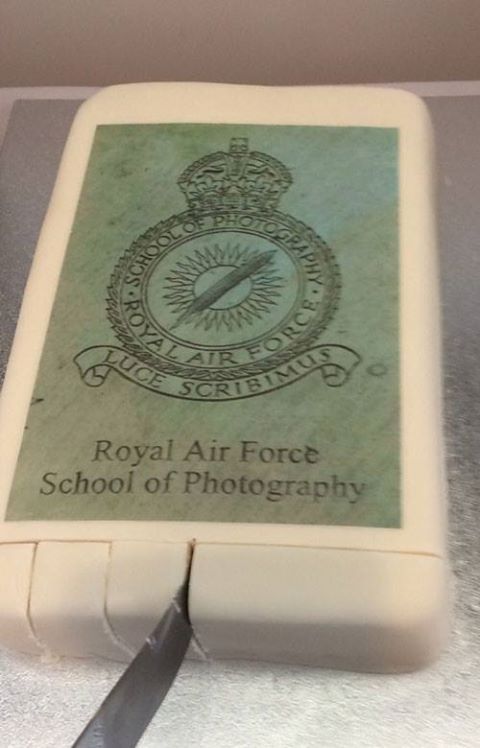 SCHOOL OF PHOTOGRAPHY
ROYAL AIR FORCE
LUCE SCRIBIMUS
Royal Air Force
School of Photography